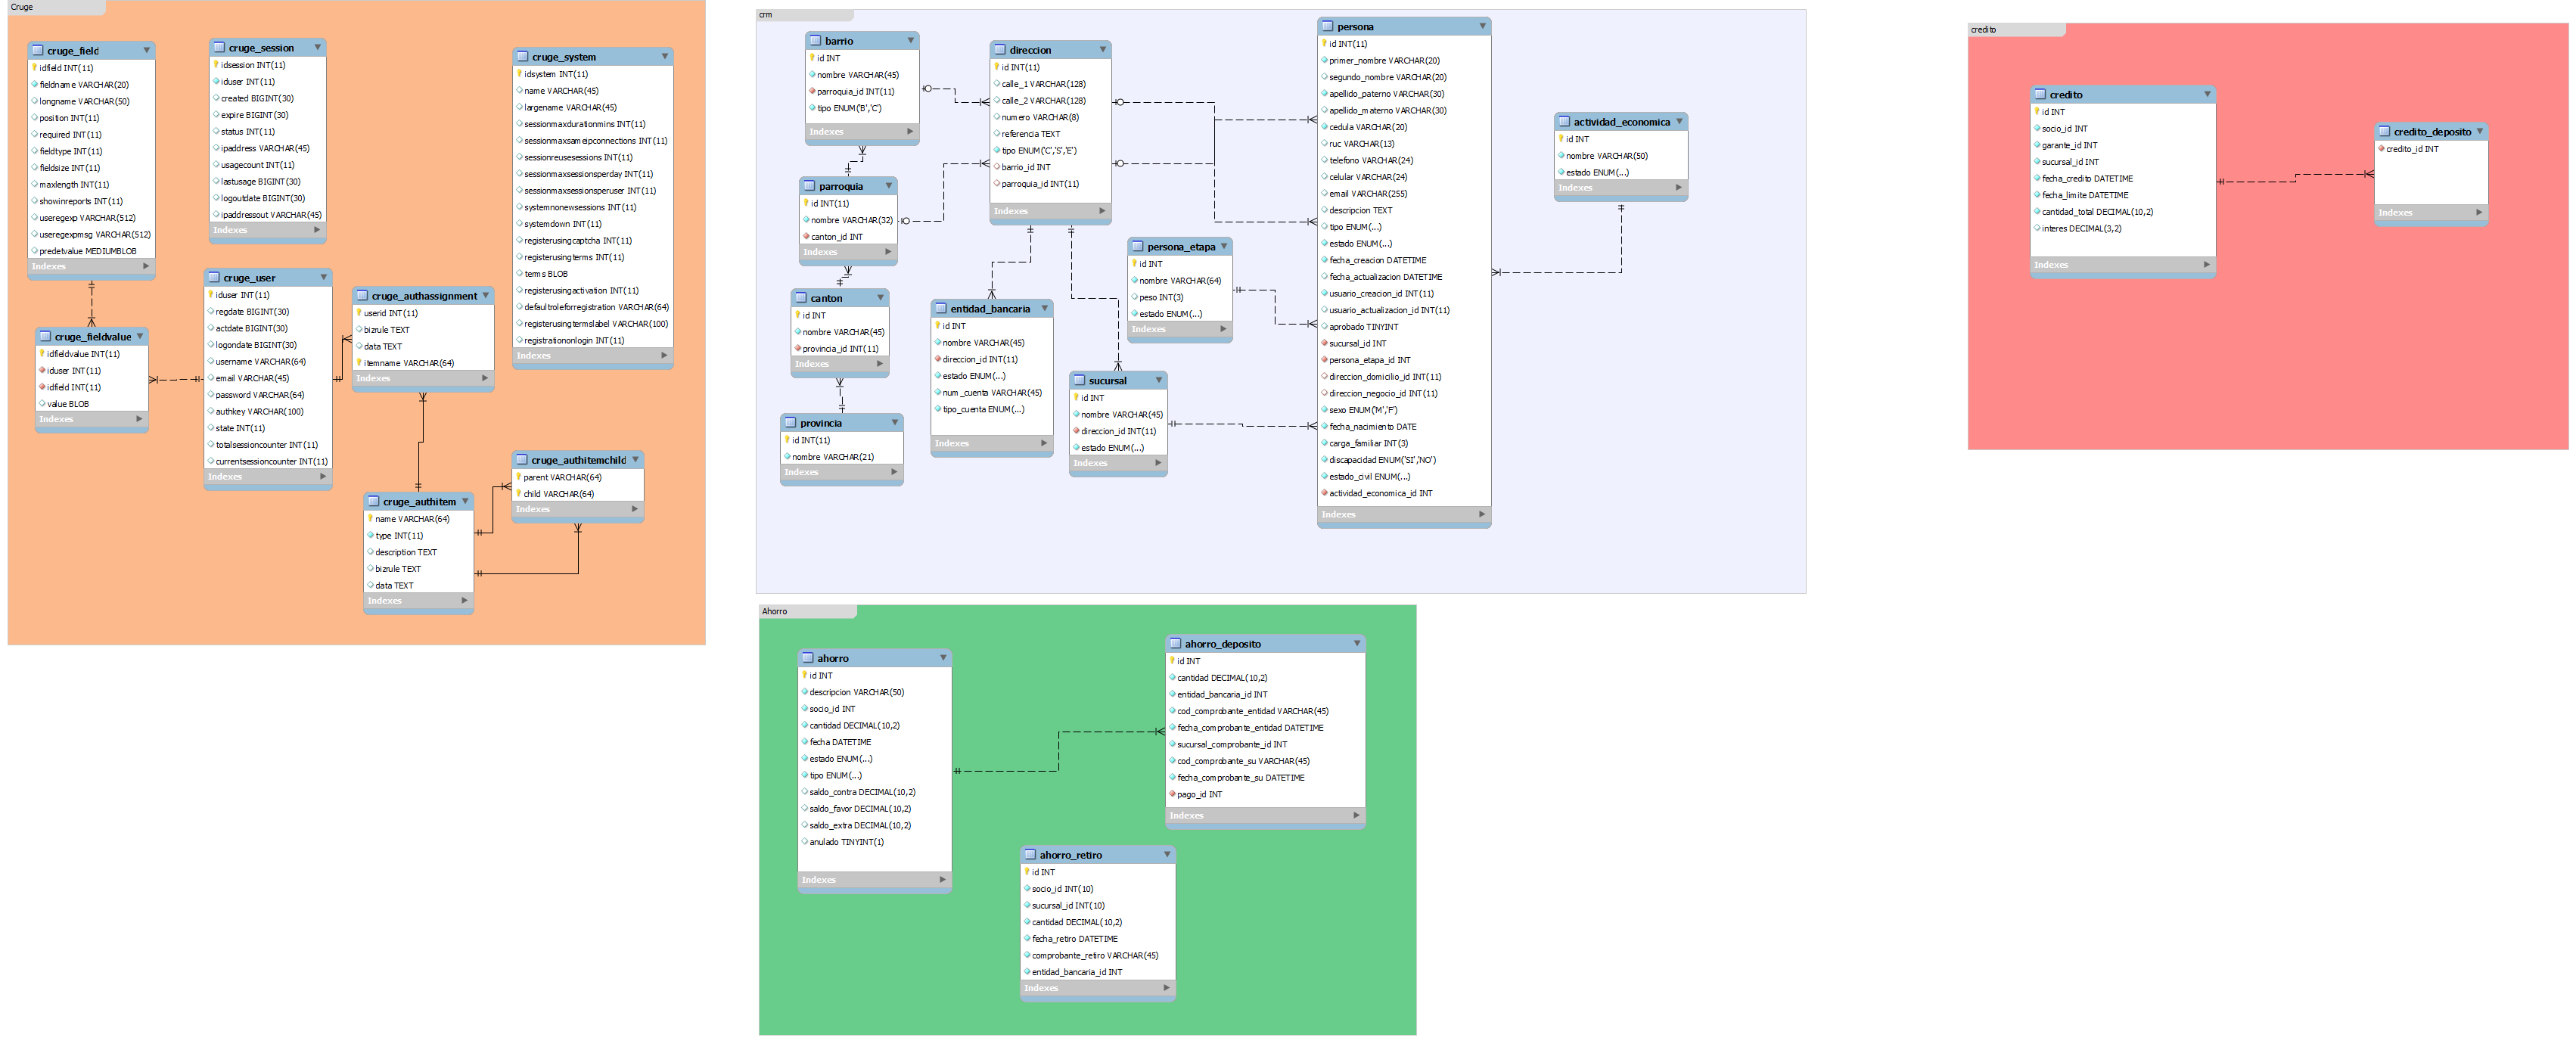 Cruge
cruge_field
idfield INT(11)
fieldname VARCHAR(20)
longname VARCHAR(50)
position INT(11)
required INT(11)
fieldtype INT(11)
fieldsize INT(11)
maxlength INT(11)
showinreports INT(11)
useregexp VARCHAR(512)
useregexpmsg VARCHAR(512)
predetvalue MEDIUMBLOB
Indexes
cruge_session
idsession INT(11)
iduser INT(11)
created BIGINT(30)
expire BIGINT(30)
status INT(11)
ipaddress VARCHAR(45)
usagecount INT(11)
lastusage BIGINT(30)
logoutdate BIGINT(30)
ipaddressout VARCHAR(45)
Indexes
cruge_system
idsystem INT(11)
name VARCHAR(45)
largename VARCHAR(45)
sessionmaxdurationmins INT(11)
sessionmaxsameipconnections INT(11)
sessionreusesessions INT(11)
sessionmaxsessionsperday INT(11)
sessionmaxsessionsperuser INT(11)
systemnonewsessions INT(11)
systemdown INT(11)
registerusingcaptcha INT(11)
registerusingterms INT(11)
terms BLOB
registerusingactivation INT(11)
defaultroleforregistration VARCHAR(64)
registerusingtermslabel VARCHAR(100)
registrationonlogin INT(11)
Indexes
cruge_user
iduser INT(11)
regdate BIGINT(30)
actdate BIGINT(30)
logondate BIGINT(30)
username VARCHAR(64)
email VARCHAR(45)
password VARCHAR(64)
authkey VARCHAR(100)
state INT(11)
totalsessioncounter INT(11)
currentsessioncounter INT(11)
Indexes
cruge_authassignment
userid INT(11)
bizrule TEXT
data TEXT
itemname VARCHAR(64)
Indexes
cruge_fieldvalue
idfieldvalue INT(11)
iduser INT(11)
idfield INT(11)
value BLOB
Indexes
cruge_authitemchild
parent VARCHAR(64)
child VARCHAR(64)
Indexes
cruge_authitem
name VARCHAR(64)
type INT(11)
description TEXT
bizrule TEXT
data TEXT
Indexes
crm
barrio
id INT
nombre VARCHAR(45)
parroquia_id INT(11)
tipo ENUM('B','C')
Indexes
direccion
id INT(11)
calle_1 VARCHAR(128)
calle_2 VARCHAR(128)
numero VARCHAR(8)
referencia TEXT
tipo ENUM('C','S','E')
barrio_id INT
parroquia_id INT(11)
Indexes
persona
id INT(11)
primer_nombre VARCHAR(20)
segundo_nombre VARCHAR(20)
apellido_paterno VARCHAR(30)
apellido_materno VARCHAR(30)
cedula VARCHAR(20)
ruc VARCHAR(13)
telefono VARCHAR(24)
celular VARCHAR(24)
email VARCHAR(255)
descripcion TEXT
tipo ENUM(...)
estado ENUM(...)
fecha_creacion DATETIME
fecha_actualizacion DATETIME
usuario_creacion_id INT(11)
usuario_actualizacion_id INT(11)
aprobado TINYINT
sucursal_id INT
persona_etapa_id INT
direccion_domicilio_id INT(11)
direccion_negocio_id INT(11)
sexo ENUM('M','F')
fecha_nacimiento DATE
carga_familiar INT(3)
discapacidad ENUM('SI','NO')
estado_civil ENUM(...)
actividad_economica_id INT
Indexes
actividad_economica
id INT
nombre VARCHAR(50)
estado ENUM(...)
Indexes
parroquia
id INT(11)
nombre VARCHAR(32)
canton_id INT
Indexes
persona_etapa
id INT
nombre VARCHAR(64)
peso INT(3)
estado ENUM(...)
Indexes
canton
id INT
nombre VARCHAR(45)
provincia_id INT(11)
Indexes
entidad_bancaria
id INT
nombre VARCHAR(45)
direccion_id INT(11)
estado ENUM(...)
num_cuenta VARCHAR(45)
tipo_cuenta ENUM(...)
Indexes
sucursal
id INT
nombre VARCHAR(45)
direccion_id INT(11)
estado ENUM(...)
Indexes
provincia
id INT(11)
nombre VARCHAR(21)
Indexes
Ahorro
ahorro
id INT
descripcion VARCHAR(50)
socio_id INT
cantidad DECIMAL(10,2)
fecha DATETIME
estado ENUM(...)
tipo ENUM(...)
saldo_contra DECIMAL(10,2)
saldo_favor DECIMAL(10,2)
saldo_extra DECIMAL(10,2)
anulado TINYINT(1)
Indexes
ahorro_deposito
id INT
cantidad DECIMAL(10,2)
entidad_bancaria_id INT
cod_comprobante_entidad VARCHAR(45)
fecha_comprobante_entidad DATETIME
sucursal_comprobante_id INT
cod_comprobante_su VARCHAR(45)
fecha_comprobante_su DATETIME
pago_id INT
Indexes
ahorro_retiro
id INT
socio_id INT(10)
sucursal_id INT(10)
cantidad DECIMAL(10,2)
fecha_retiro DATETIME
comprobante_retiro VARCHAR(45)
entidad_bancaria_id INT
Indexes
credito
credito
id INT
socio_id INT
garante_id INT
sucursal_id INT
fecha_credito DATETIME
fecha_limite DATETIME
cantidad_total DECIMAL(10,2)
interes DECIMAL(3,2)
Indexes
credito_deposito
credito_id INT
Indexes